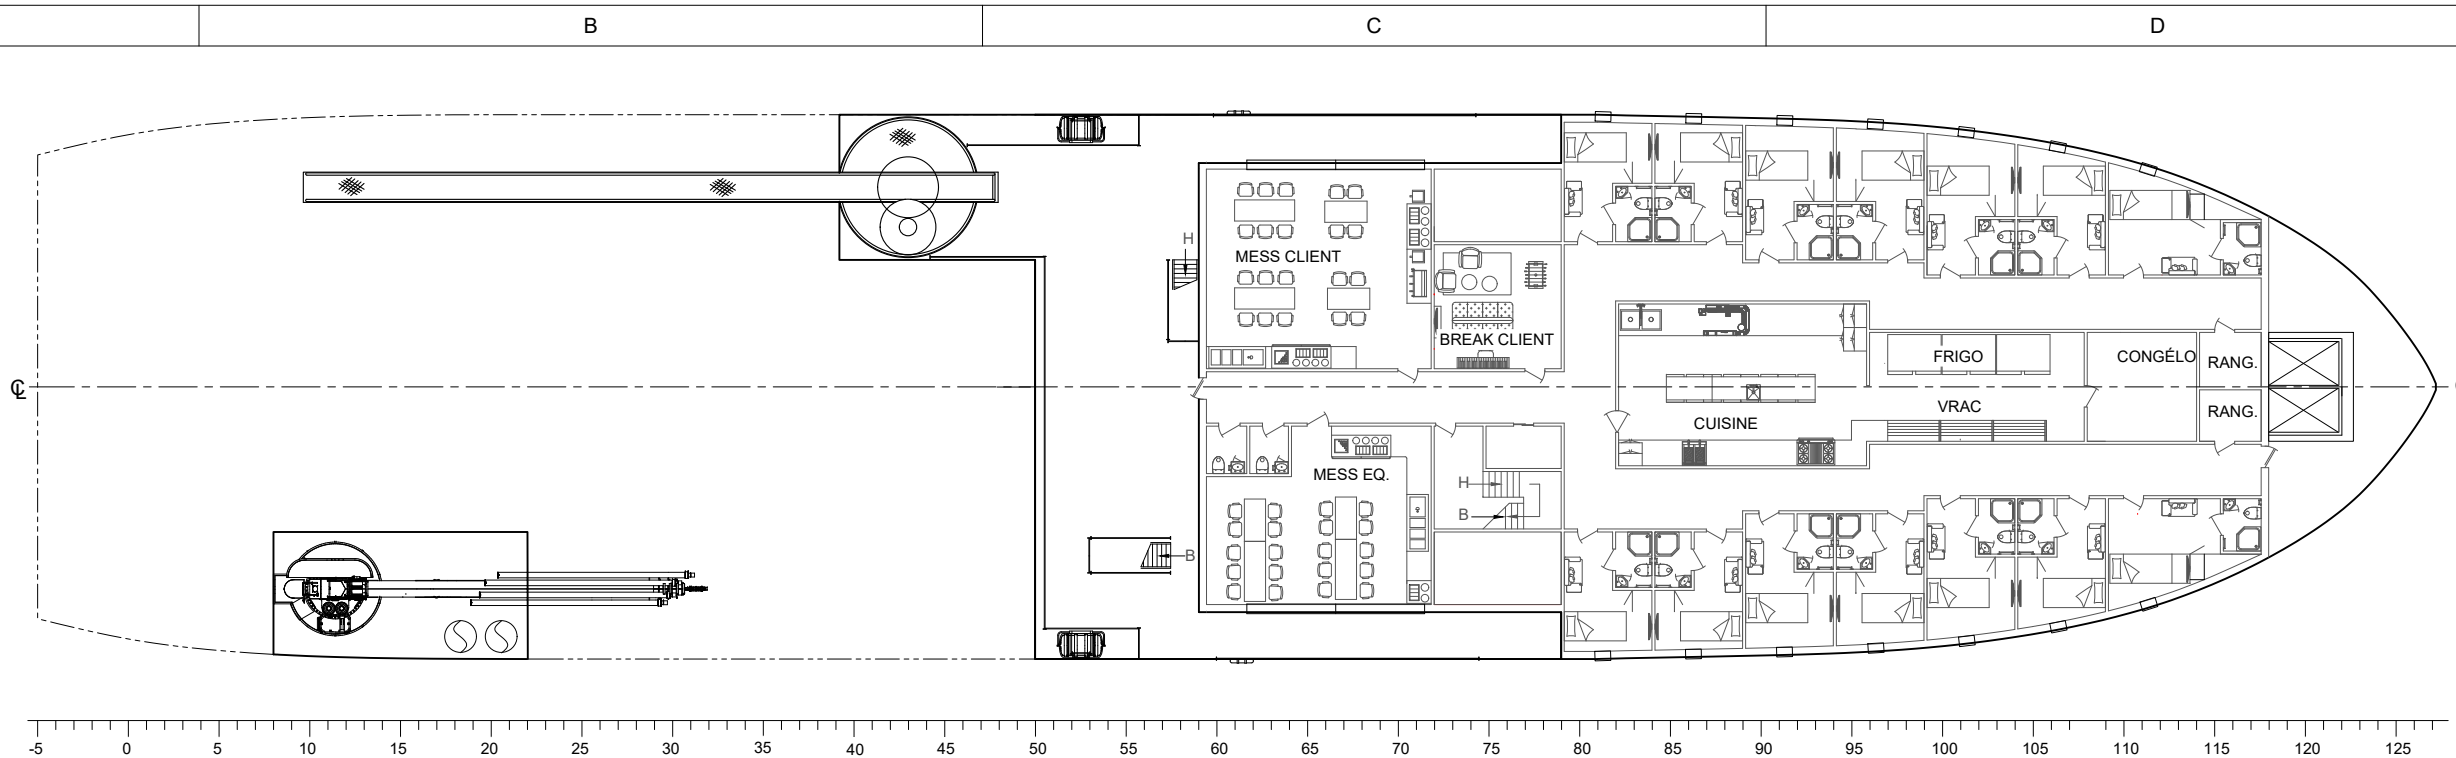 B C D
H
MESS CLIENT
BREAK CLIENT
FRIGO CONGÉLO RANG.
℄
VRAC RANG.
CUISINE
MESS EQ.
H
B
B
-5 0 5 10 15 20 25 30 35 40 45 50 55 60 65 70 75 80 85 90 95 100 105 110 115 120 125